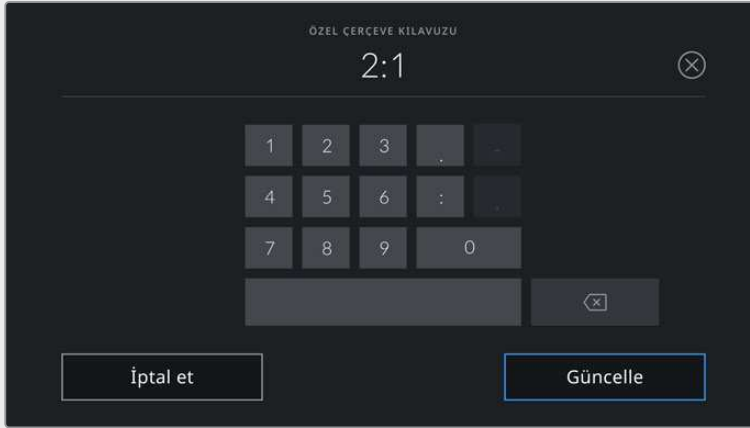 ÖZEL ÇERÇEVE KILAVUZU
2:1
1 2 3 . -
4 5 6 : ,
7 8 9 0
İptal et Güncelle